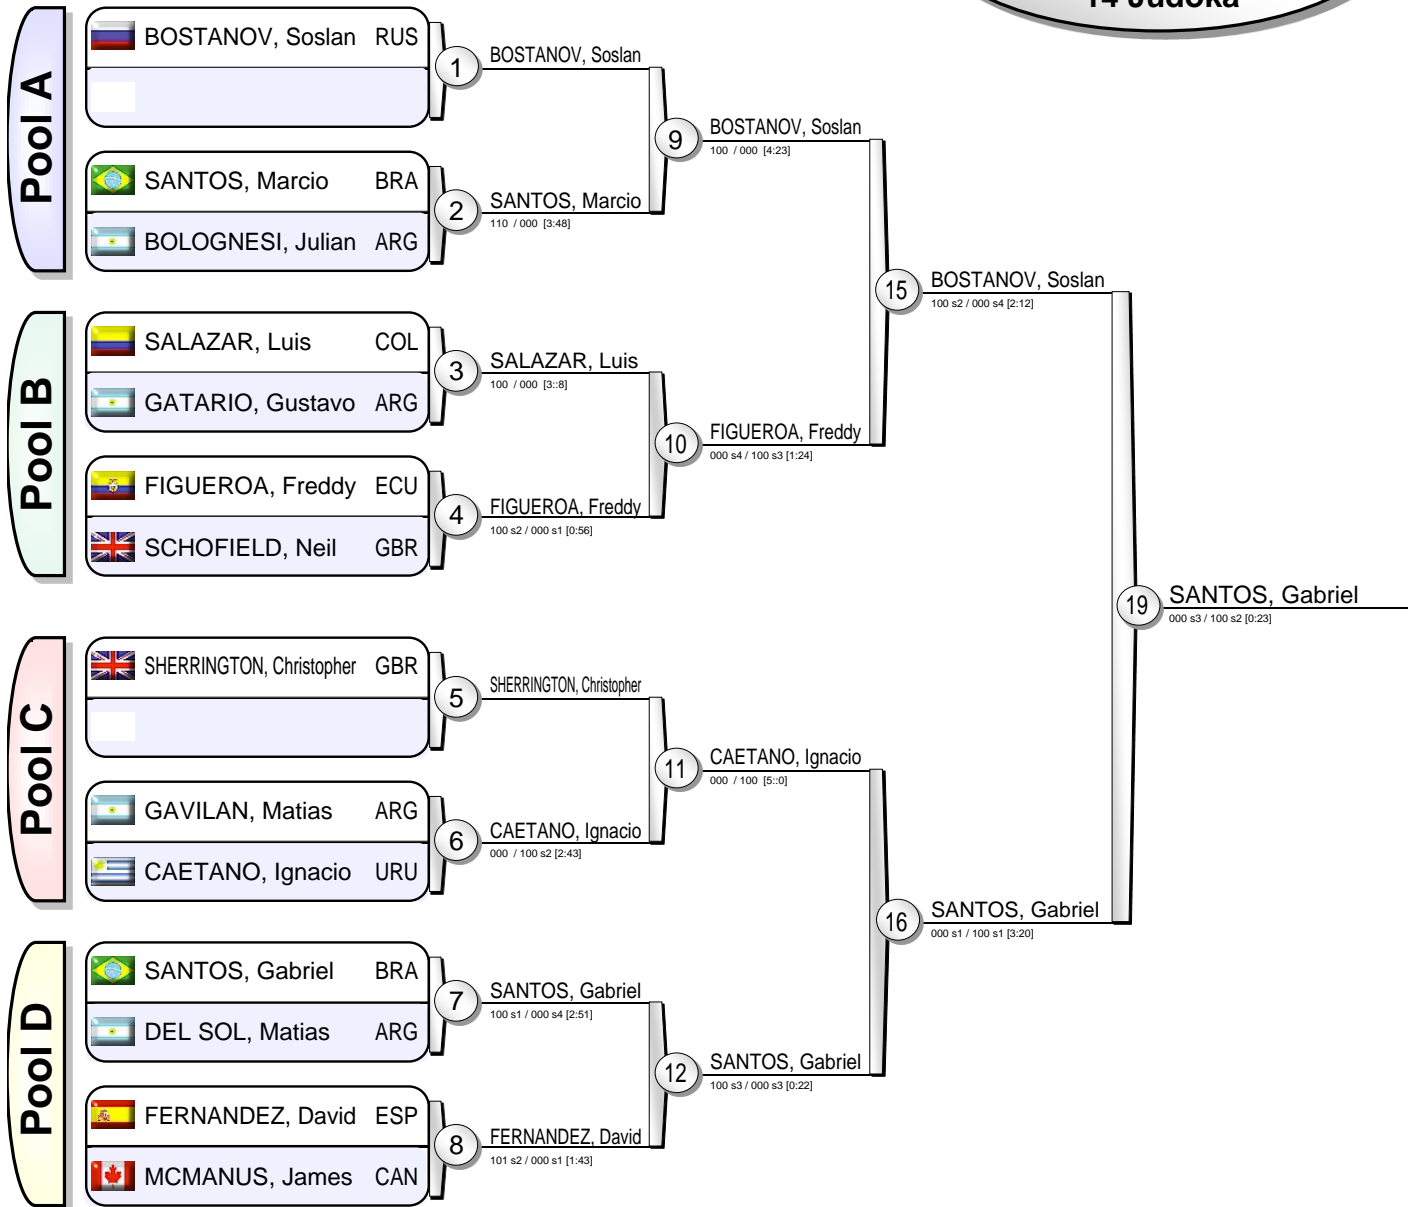 14 Judoka
Pool A
BOSTANOV, Soslan RUS
1
BOSTANOV, Soslan
SANTOS, Marcio BRA
BOLOGNESI, Julian ARG
2
SANTOS, Marcio
110 / 000 [3:48]
9
BOSTANOV, Soslan
100 / 000 [4:23]
Pool B
SALAZAR, Luis COL
GATARIO, Gustavo ARG
3
SALAZAR, Luis
100 / 000 [3::8]
FIGUEROA, Freddy ECU
SCHOFIELD, Neil GBR
4
FIGUEROA, Freddy
100 s2 / 000 s1 [0:56]
10
FIGUEROA, Freddy
000 s4 / 100 s3 [1:24]
15
BOSTANOV, Soslan
100 s2 / 000 s4 [2:12]
Pool C
SHERRINGTON, Christopher GBR
5
SHERRINGTON, Christopher
GAVILAN, Matias ARG
CAETANO, Ignacio URU
6
CAETANO, Ignacio
000 / 100 s2 [2:43]
11
CAETANO, Ignacio
000 / 100 [5::0]
Pool D
SANTOS, Gabriel BRA
DEL SOL, Matias ARG
7
SANTOS, Gabriel
100 s1 / 000 s4 [2:51]
FERNANDEZ, David ESP
MCMANUS, James CAN
8
FERNANDEZ, David
101 s2 / 000 s1 [1:43]
12
SANTOS, Gabriel
100 s3 / 000 s3 [0:22]
16
SANTOS, Gabriel
000 s1 / 100 s1 [3:20]
19
SANTOS, Gabriel
000 s3 / 100 s2 [0:23]